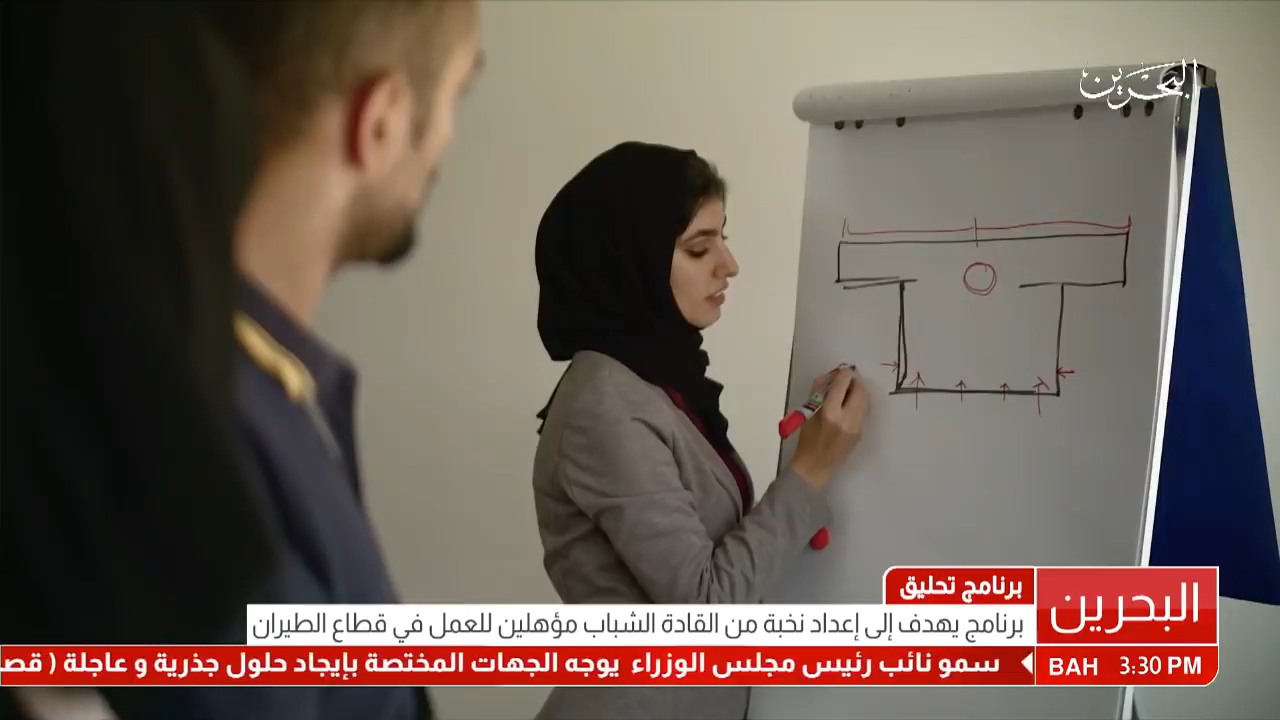 البحرين
برنامج تحليق
البحرين
برنامج يهدف إلى إعداد نخبة من القادة الشباب مؤهلين للعمل في قطاع الطيران
سمو نائب رئيس مجلس الوزراء يوجه الجهات المختصة بإيجاد حلول جذرية و عاجلة ( قصا
BAH 3:30 PM